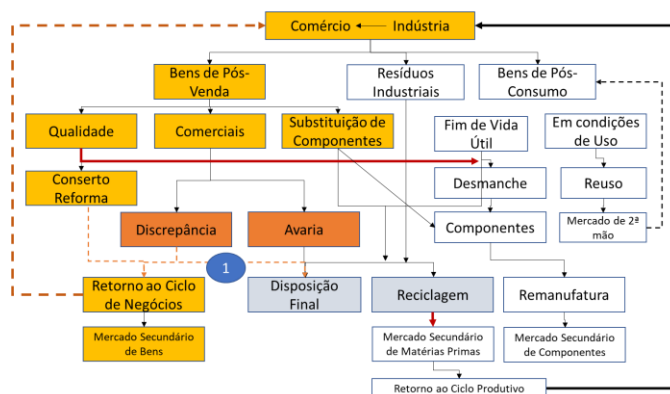 Comércio
Indústria
Bens de Pós-
Venda
Resíduos
Industriais
Bens de Pós-
Consumo
Qualidade
Comerciais
Substituição de
Componentes
Fim de Vida
Útil
Em condições
de Uso
Conserto
Reforma
Desmanche
Reuso
Discrepância
Avaria
Componentes
Mercado de 2ª
mão
1
Retorno ao Ciclo
de Negócios
Disposição
Final
Reciclagem
Remanufatura
Mercado Secundário
de Bens
Mercado Secundário
de Matérias Primas
Mercado Secundário
de Componentes
Retorno ao Ciclo Produtivo